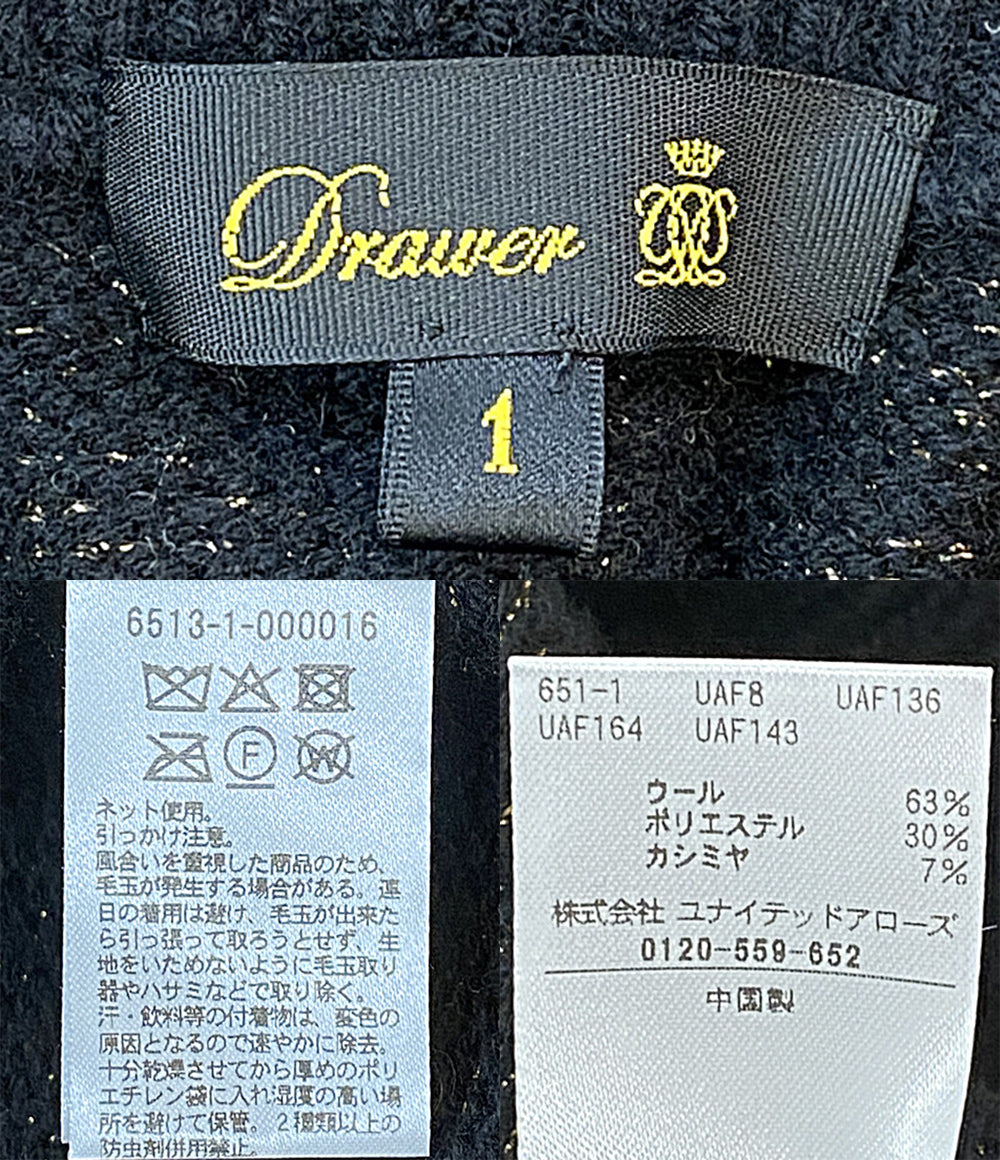 Drawer
1
6513-1-000016
F
W
ネット使用。
引っかけ注意。
風合いを重視した商品のため、
毛玉が発生する場合がある。連
日の着用は避け、毛玉が出来た
ら引っ張って取ろうとせず、生
地をいためないように毛玉取り
器やハサミなどで取り除く。
汗・飲料等の付着物は、変色の
原因となるので速やかに除去。
十分乾燥させてから厚めのポリ
エチレン袋に入れ湿度の高い場
所を避けて保管。2種類以上の
防虫剤併用禁止。
651-1 UAF8 UAF136
UAF164 UAF143
ウール 63%
ポリエステル 30%
カシミヤ 7%
株式会社 ユナイテッドアローズ
0120-559-652
中国製